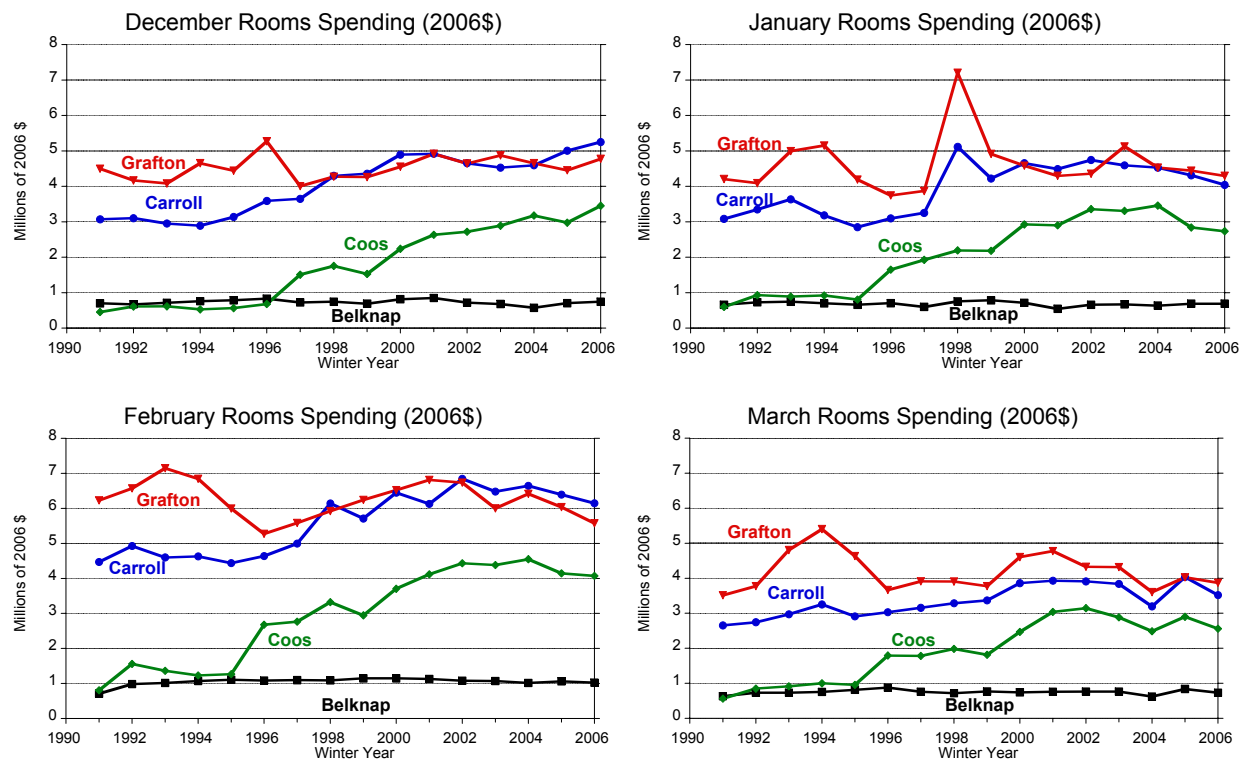 December Rooms Spending (2006$)
8
7
6
5
4
3
2
1
0
Millions of 2006 $
Grafton
Carroll
Coos
Belknap
1990 1992 1994 1996 1998 2000 2002 2004 2006
Winter Year
January Rooms Spending (2006$)
8
7
6
5
4
3
2
1
0
Millions of 2006 $
Grafton
Carroll
Coos
Belknap
1990 1992 1994 1996 1998 2000 2002 2004 2006
Winter Year
February Rooms Spending (2006$)
8
7
6
5
4
3
2
1
0
Millions of 2006 $
Grafton
Carroll
Coos
Belknap
1990 1992 1994 1996 1998 2000 2002 2004 2006
Winter Year
March Rooms Spending (2006$)
8
7
6
5
4
3
2
1
0
Millions of 2006 $
Grafton
Carroll
Coos
Belknap
1990 1992 1994 1996 1998 2000 2002 2004 2006
Winter Year